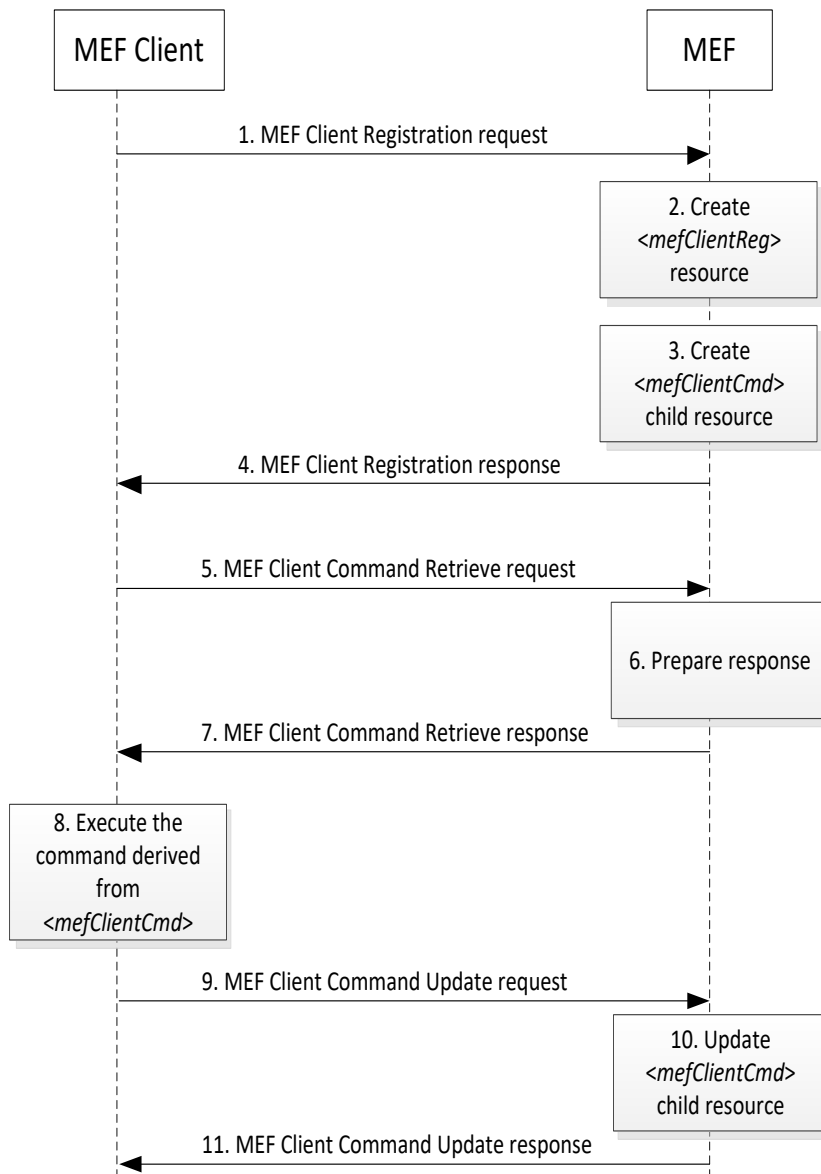 MEF Client
MEF
1. MEF Client Registration request
2. Create
<mefClientReg>
resource
3. Create
<mefClientCmd>
child resource
4. MEF Client Registration response
5. MEF Client Command Retrieve request
6. Prepare response
7. MEF Client Command Retrieve response
8. Execute the
command derived
from
<mefClientCmd>
9. MEF Client Command Update request
10. Update
<mefClientCmd>
child resource
11. MEF Client Command Update response